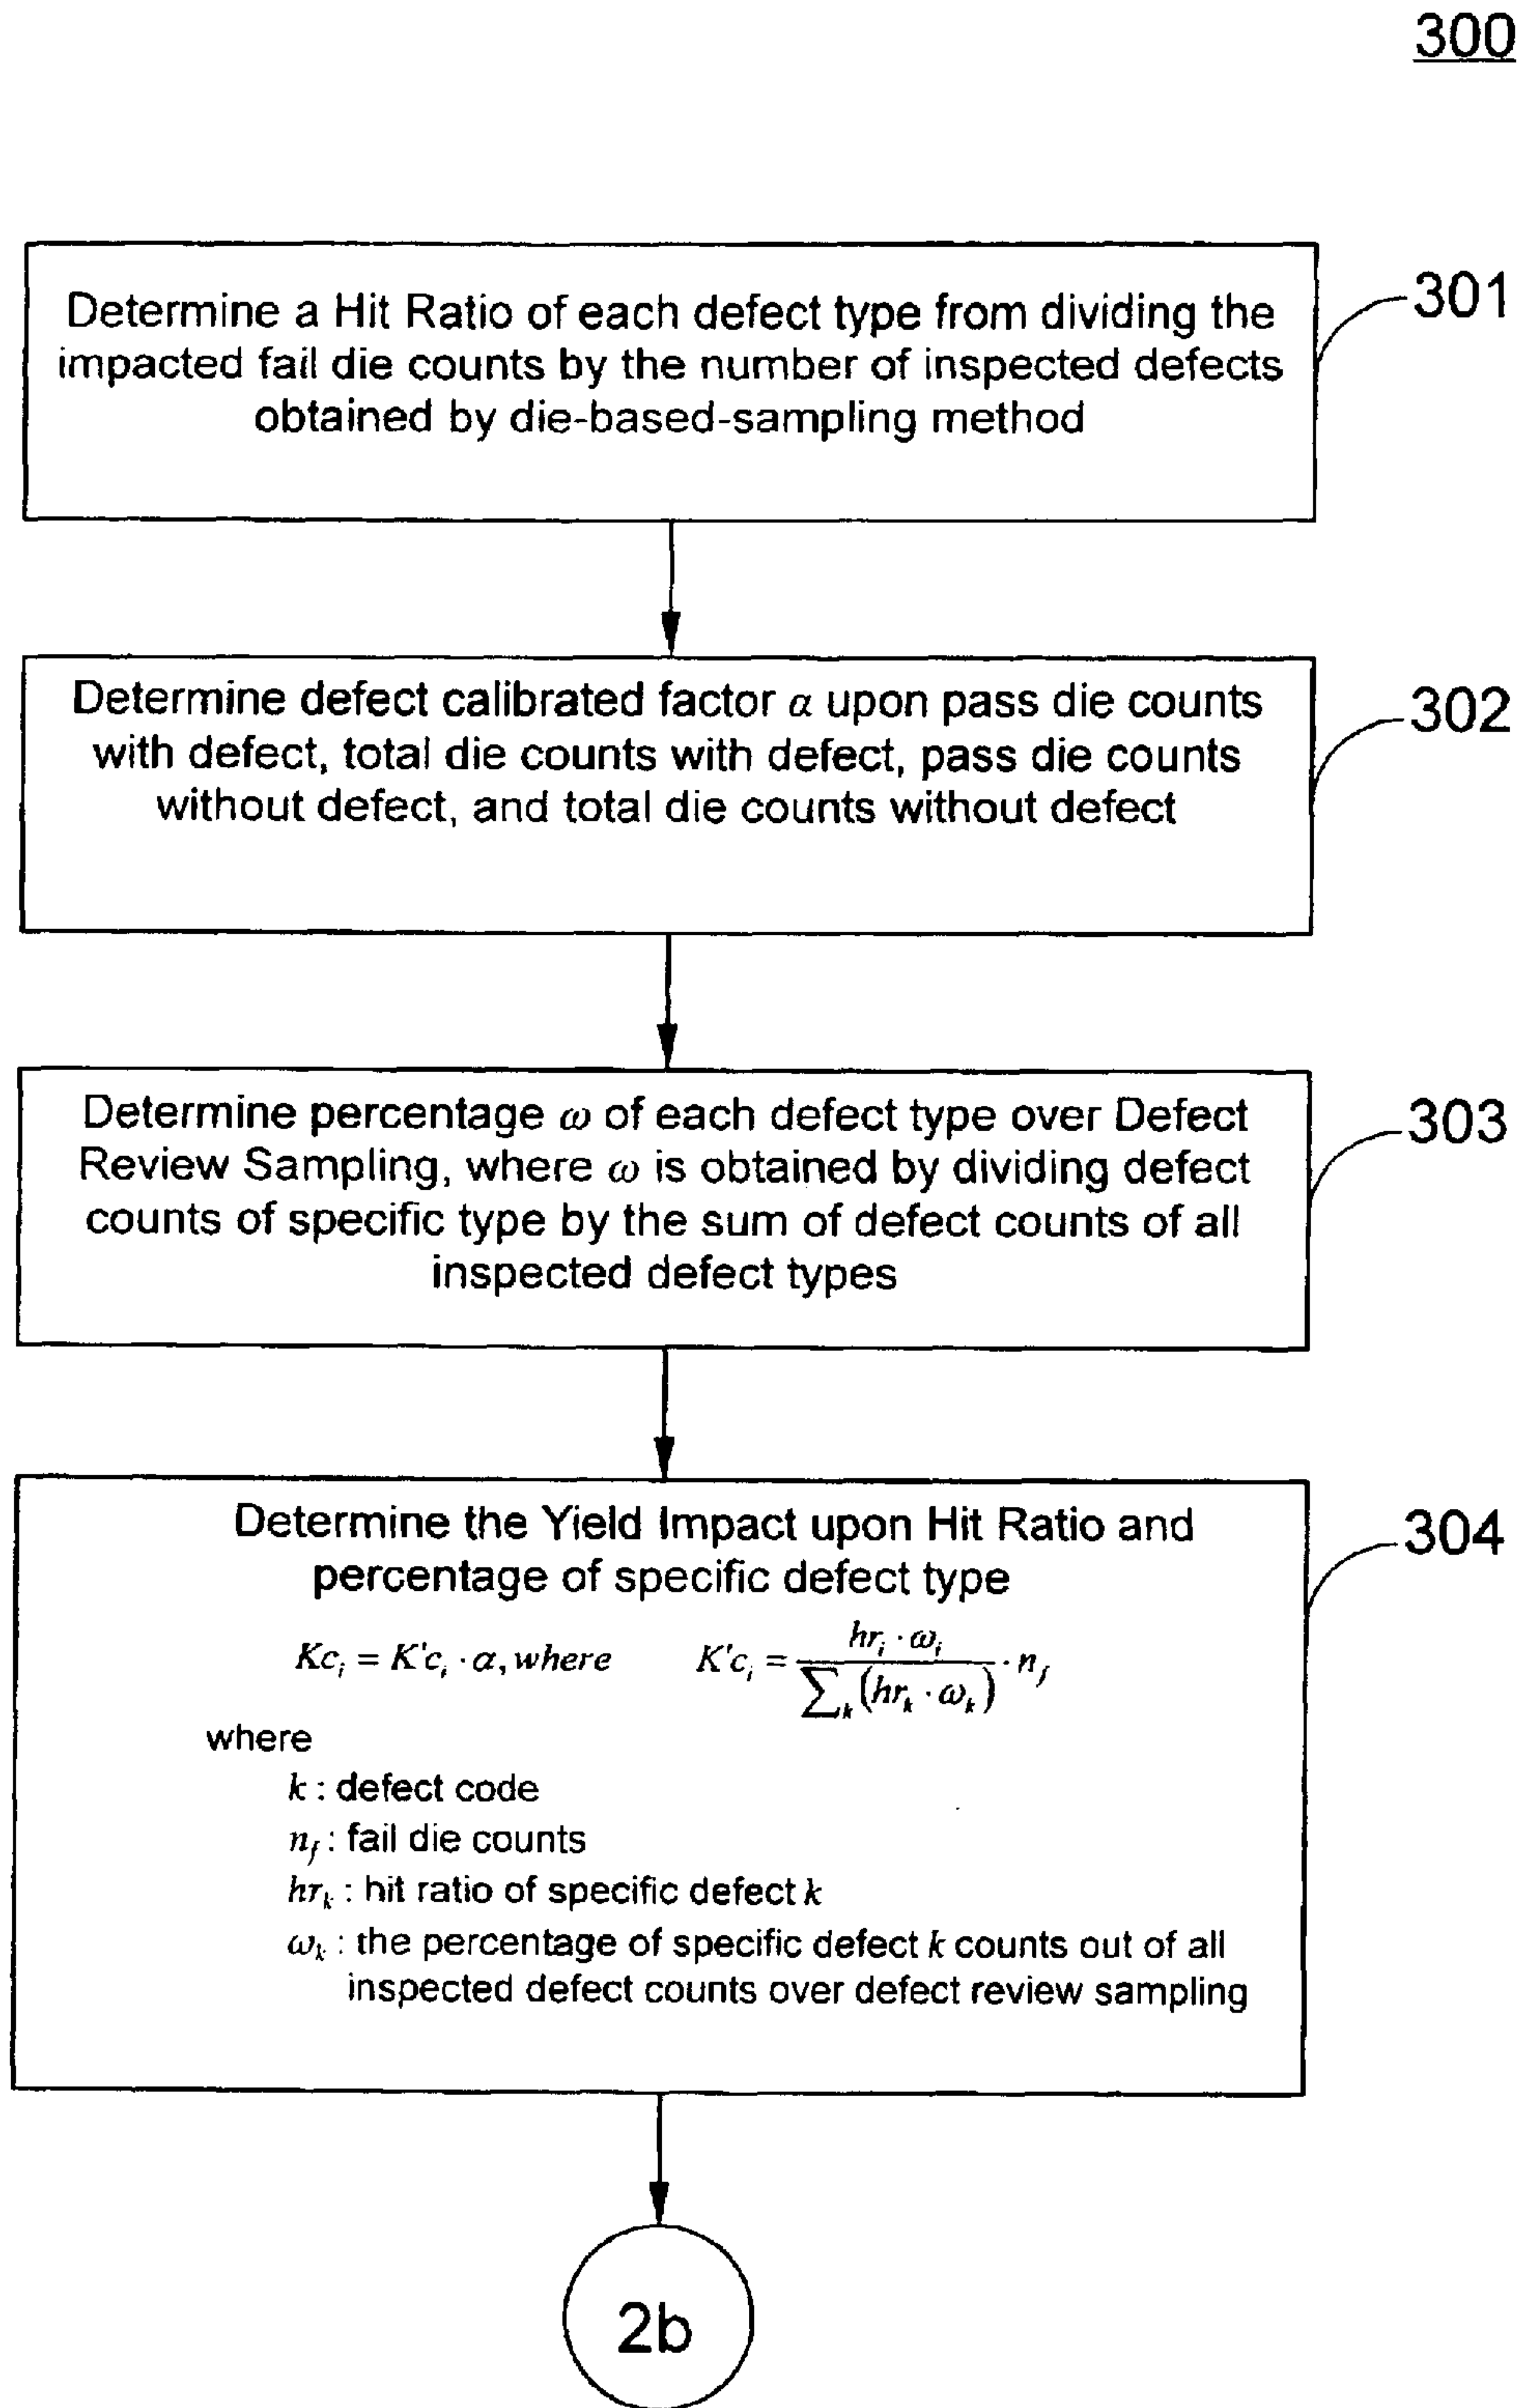 300
Determine a Hit Ratio of each defect type from dividing the
impacted fail die counts by the number of inspected defects
obtained by die-based-sampling method
301
Determine defect calibrated factor α upon pass die counts
with defect, total die counts with defect, pass die counts
without defect, and total die counts without defect
302
Determine percentage ω of each defect type over Defect
Review Sampling, where ω is obtained by dividing defect
counts of specific type by the sum of defect counts of all
inspected defect types
303
Determine the Yield Impact upon Hit Ratio and
percentage of specific defect type
304
Kc_i = K'c_i · α, where K'c_i = \frac{hr_i · ω_i}{\sum_k (hr_k · ω_k)} · n_f
where
k : defect code
n_f : fail die counts
hr_k : hit ratio of specific defect k
ω_k : the percentage of specific defect k counts out of all
inspected defect counts over defect review sampling
2b